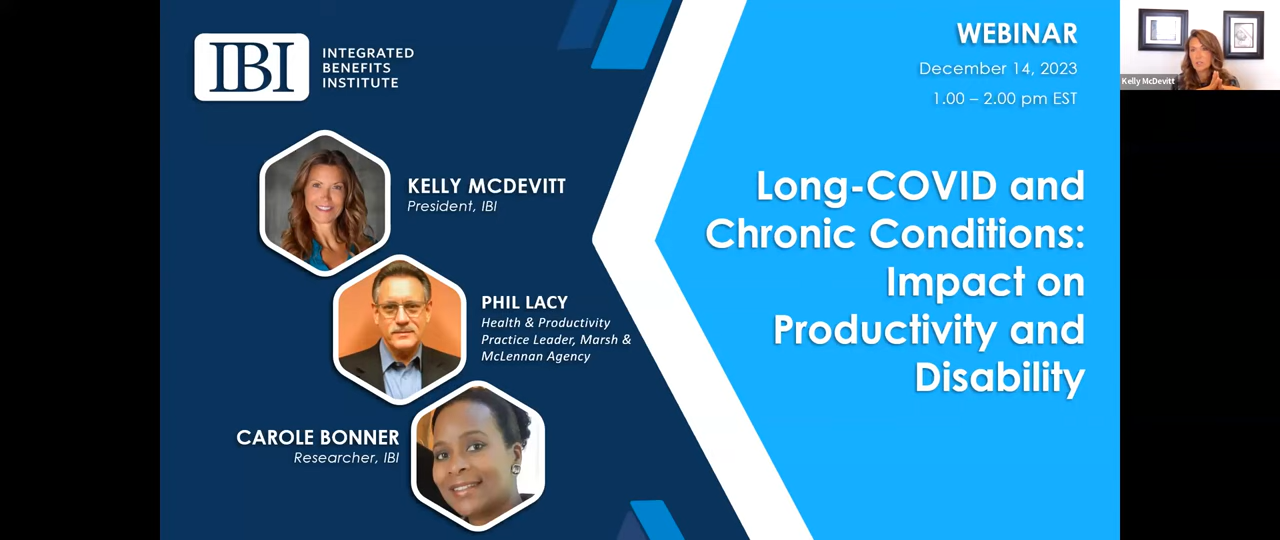 IBI
INTEGRATED
BENEFITS
INSTITUTE
KELLY MCDEVITT
President, IBI
PHIL LACY
Health & Productivity
Practice Leader, Marsh &
McLennan Agency
CAROLE BONNER
Researcher, IBI
WEBINAR
December 14, 2023
1.00 – 2.00 pm EST
Long-COVID and
Chronic Conditions:
Impact on
Productivity and
Disability
Kelly McDevitt